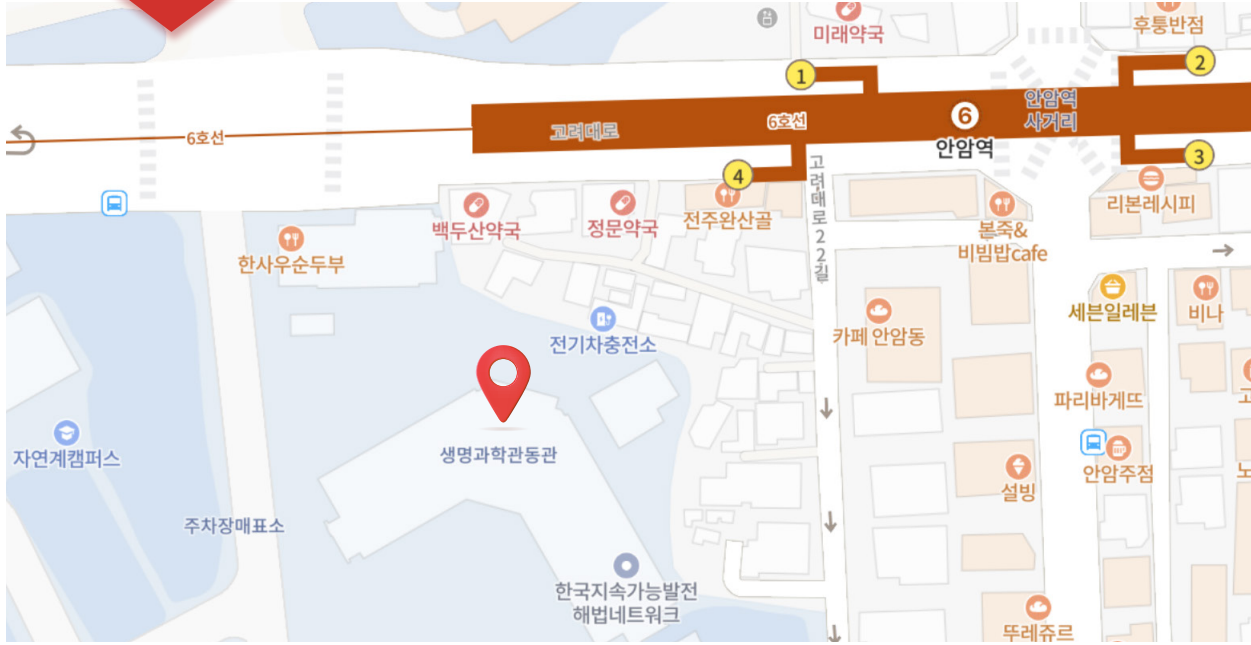 미래약국
후통반점
1
2
안암역
사거리
6호선
고려대로
6호선
6
안암역
4
3
고려대로22길
백두산약국
정문약국
전주완산골
본죽&
비빔밥cafe
리본레시피
한사우순두부
전기차충전소
카페 안암동
세븐일레븐
비나
파리바게뜨
고
자연계캠퍼스
생명과학관동관
설빙
안암주점
노
주차장매표소
한국지속가능발전
해법네트워크
뚜레쥬르